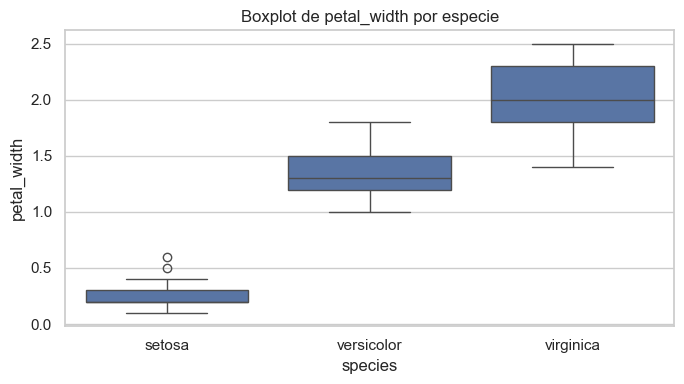 Boxplot de petal_width por especie
petal_width
2.5
2.0
1.5
1.0
0.5
0.0
setosa versicolor virginica
species